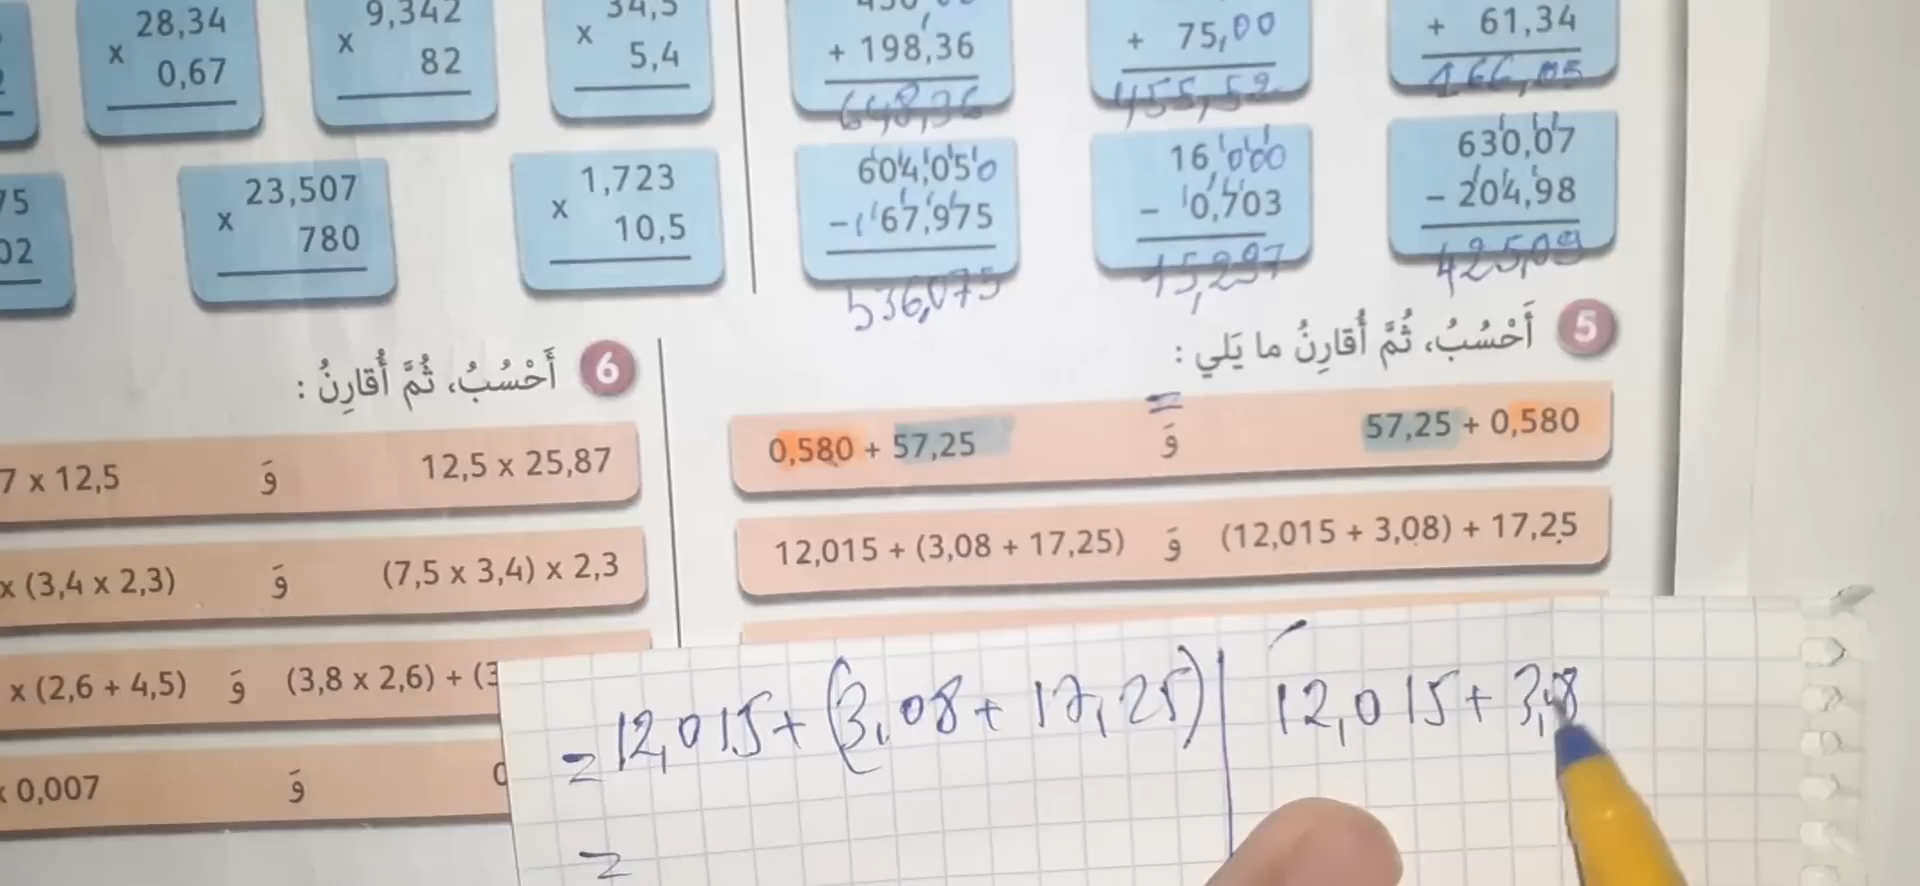 28,34
x 0,67
9,342
x 82
34,5
x 5,4
+ 198,36
648,36
+ 75,00
455,52
+ 61,34
166,05
75
02
23,507
x 780
1,723
x 10,5
604,050
- 67,975
536,075
16,000
- 0,703
15,297
630,07
- 204,98
425,09
5 أَحْسُبُ، ثُمَّ أُقارِنُ ما يَلي :
=
57,25 + 0,580 وَ 0,580 + 57,25
(12,015 + 3,08) + 17,25 وَ 12,015 + (3,08 + 17,25)
6 أَحْسُبُ، ثُمَّ أُقارِنُ :
12,5 x 25,87 وَ 7 x 12,5
(7,5 x 3,4) x 2,3 وَ x (3,4 x 2,3)
(3,8 x 2,6) + (3 وَ x (2,6 + 4,5)
وَ x 0,007
= 12,015 + (3,08 + 17,25) | 12,015 + 3,08
=